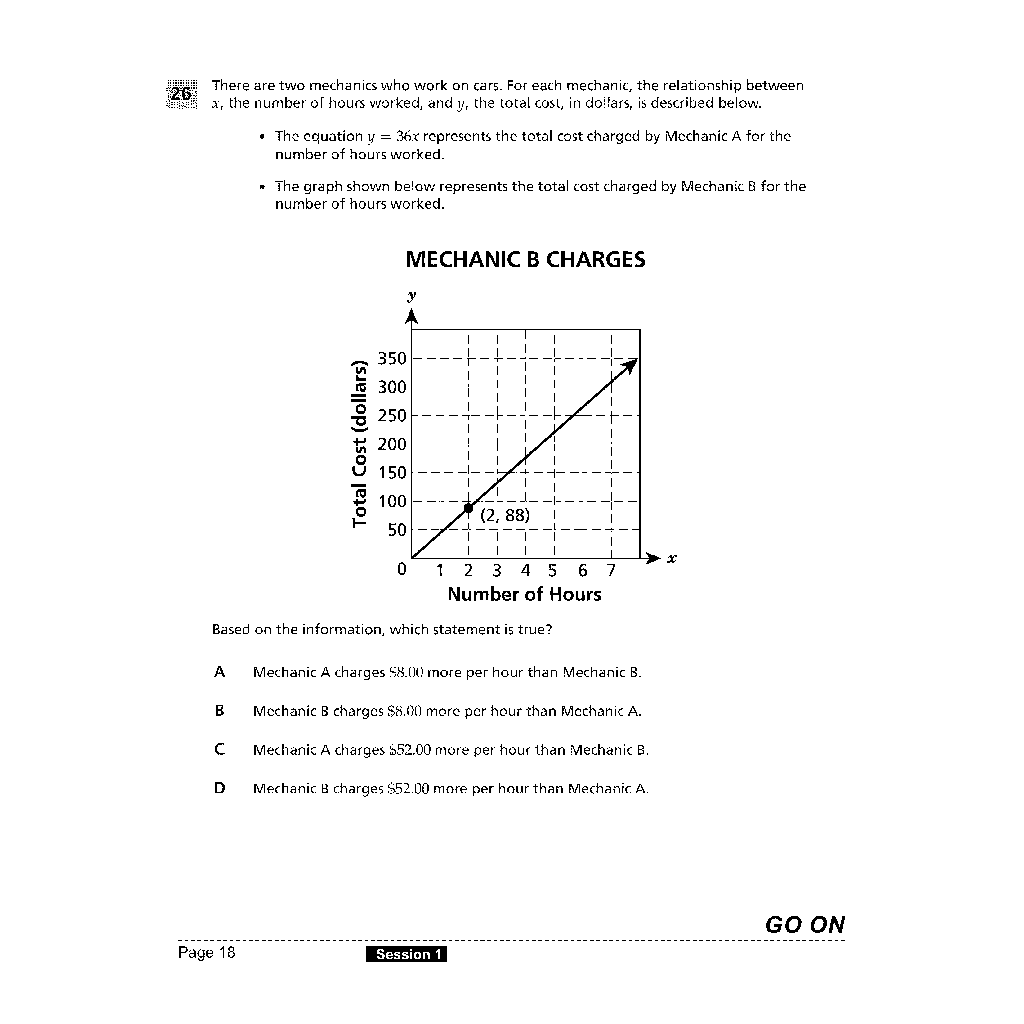 26 There are two mechanics who work on cars. For each mechanic, the relationship between
x, the number of hours worked, and y, the total cost, in dollars, is described below.
• The equation y = 36x represents the total cost charged by Mechanic A for the
number of hours worked.
• The graph shown below represents the total cost charged by Mechanic B for the
number of hours worked.
MECHANIC B CHARGES
y
350
300
250
200
150
100
50
Total Cost (dollars)
(2, 88)
0 1 2 3 4 5 6 7
x
Number of Hours
Based on the information, which statement is true?
A Mechanic A charges $8.00 more per hour than Mechanic B.
B Mechanic B charges $8.00 more per hour than Mechanic A.
C Mechanic A charges $52.00 more per hour than Mechanic B.
D Mechanic B charges $52.00 more per hour than Mechanic A.
GO ON
Page 18 Session 1